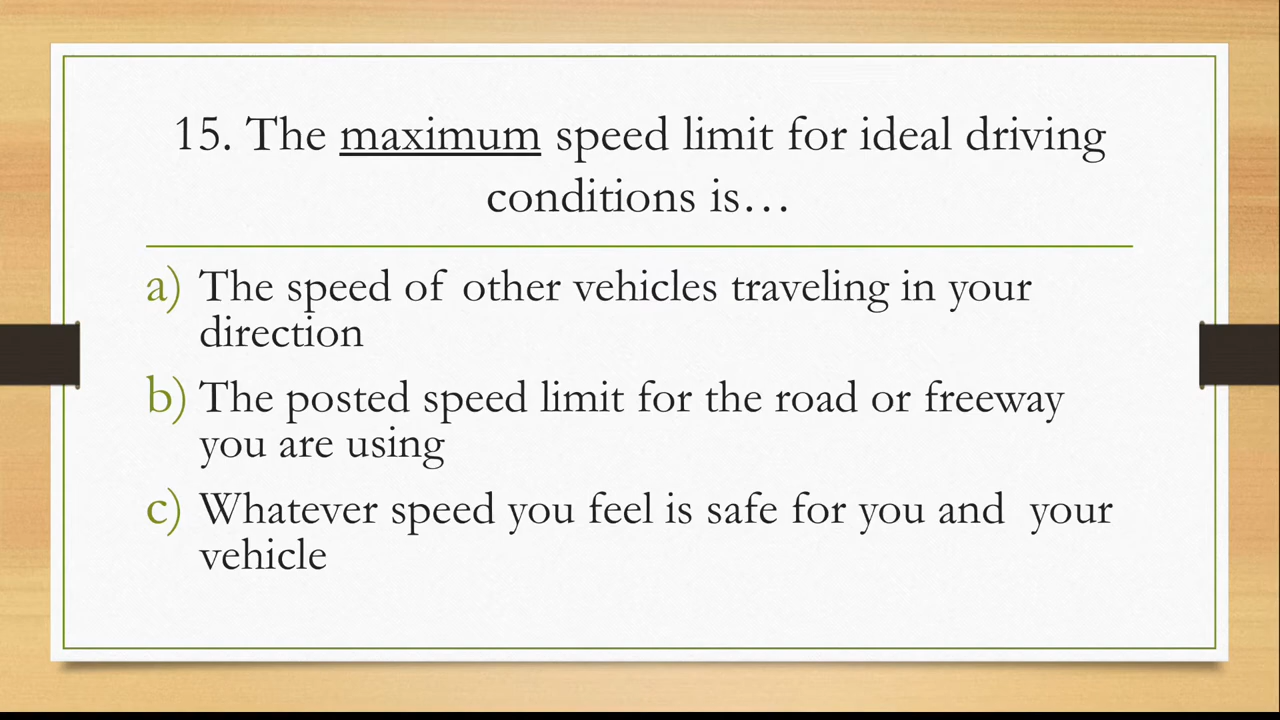 15. The maximum speed limit for ideal driving
conditions is…
a) The speed of other vehicles traveling in your
direction
b) The posted speed limit for the road or freeway
you are using
c) Whatever speed you feel is safe for you and your
vehicle